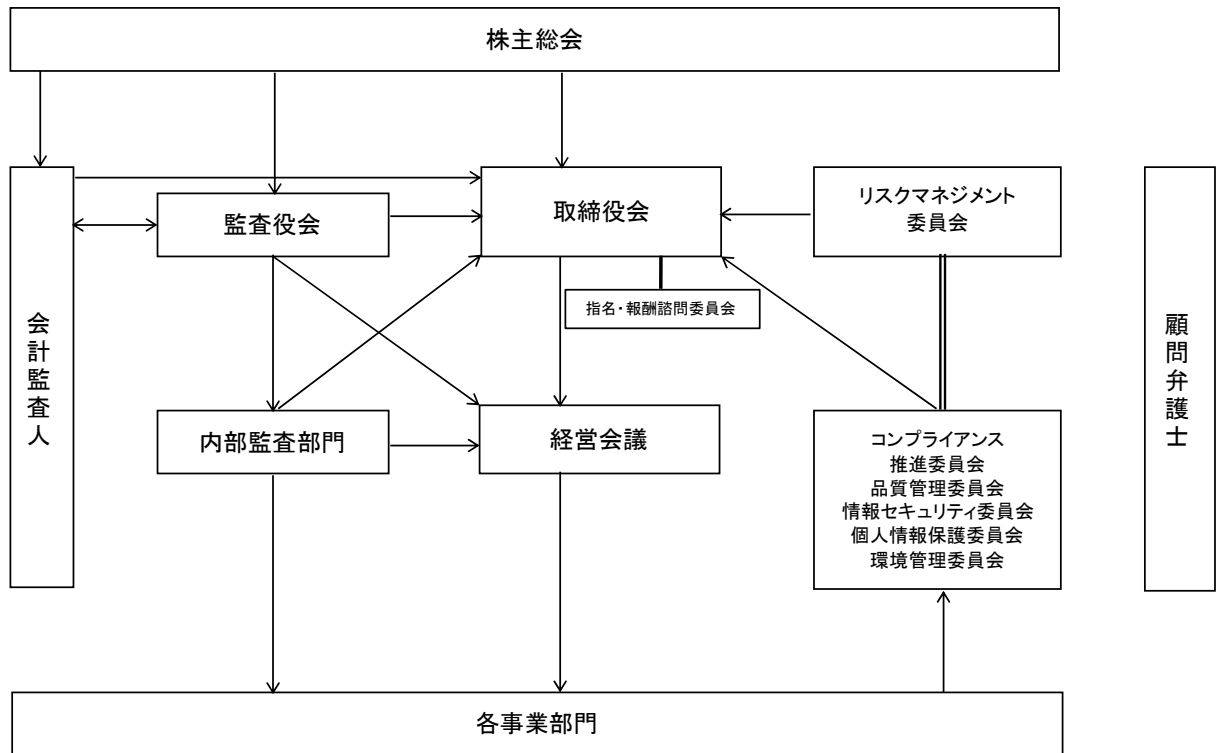 株主総会
監査役会
取締役会
リスクマネジメント
委員会
指名・報酬諮問委員会
会計監査人
顧問弁護士
内部監査部門
経営会議
コンプライアンス
推進委員会
品質管理委員会
情報セキュリティ委員会
個人情報保護委員会
環境管理委員会
各事業部門